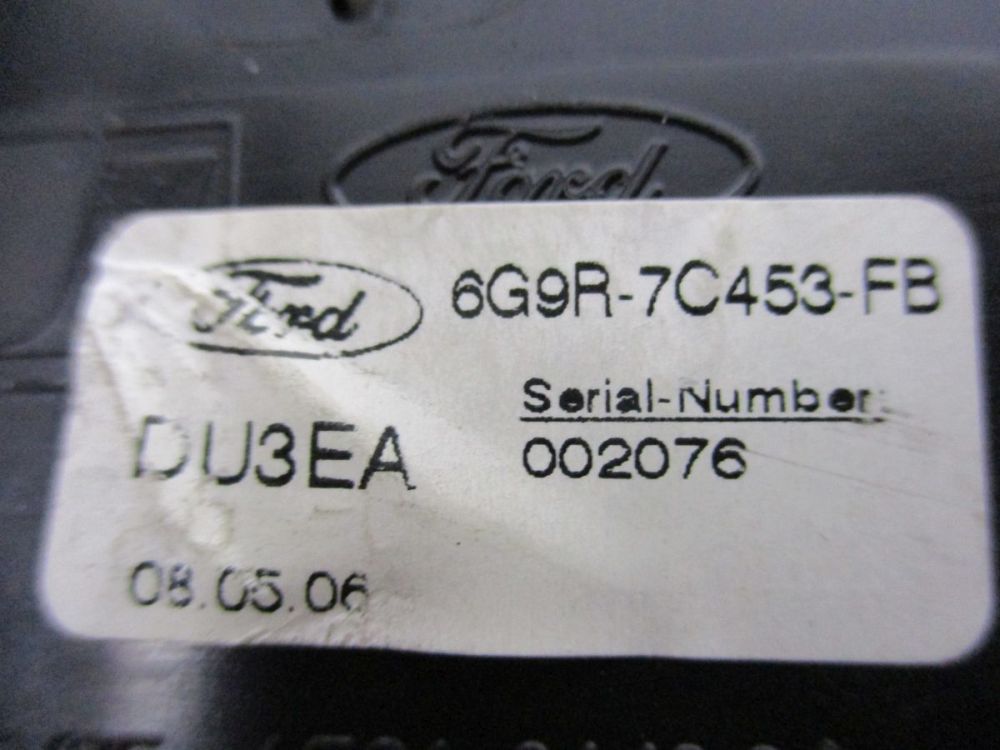 Ford
Ford 6G9R-7C453-FB
Serial-Number:
DU3EA 002076
08.05.06